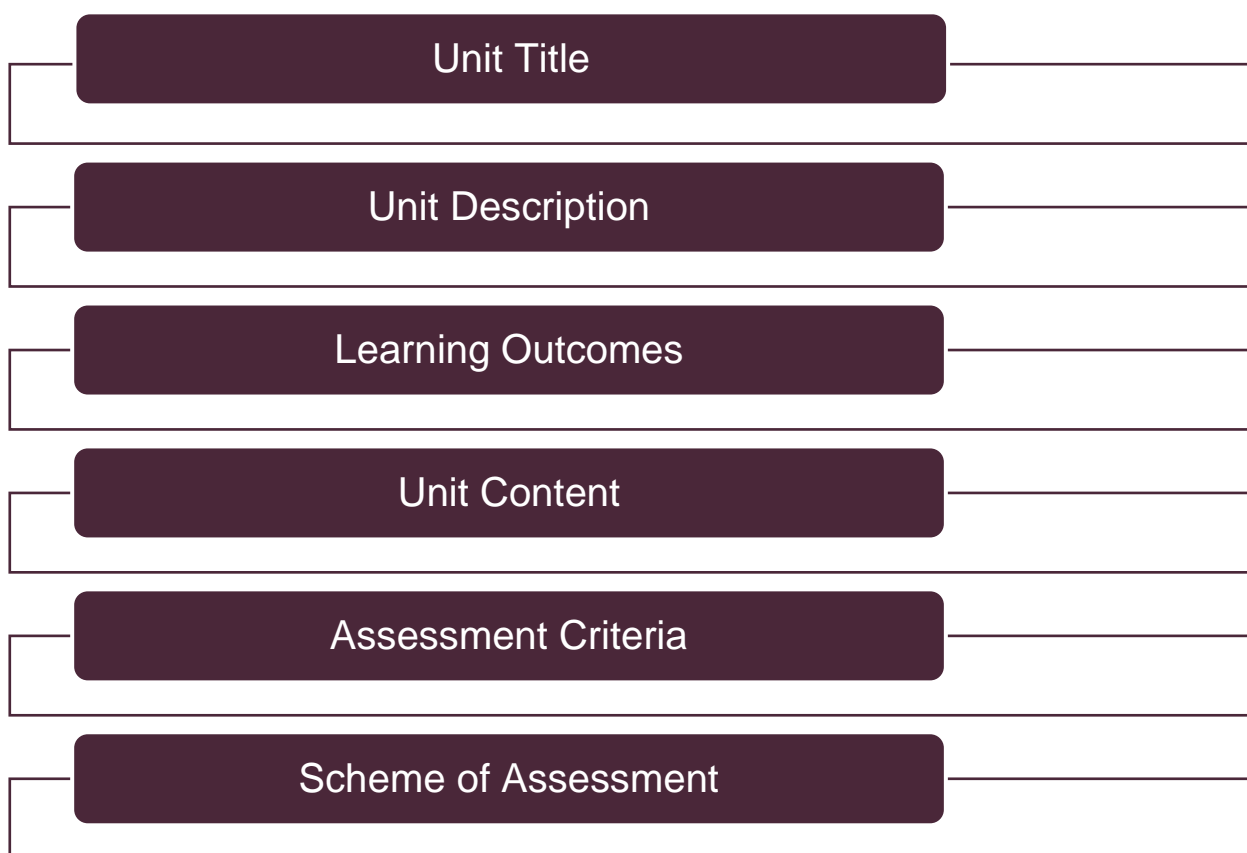 Unit Title
Unit Description
Learning Outcomes
Unit Content
Assessment Criteria
Scheme of Assessment